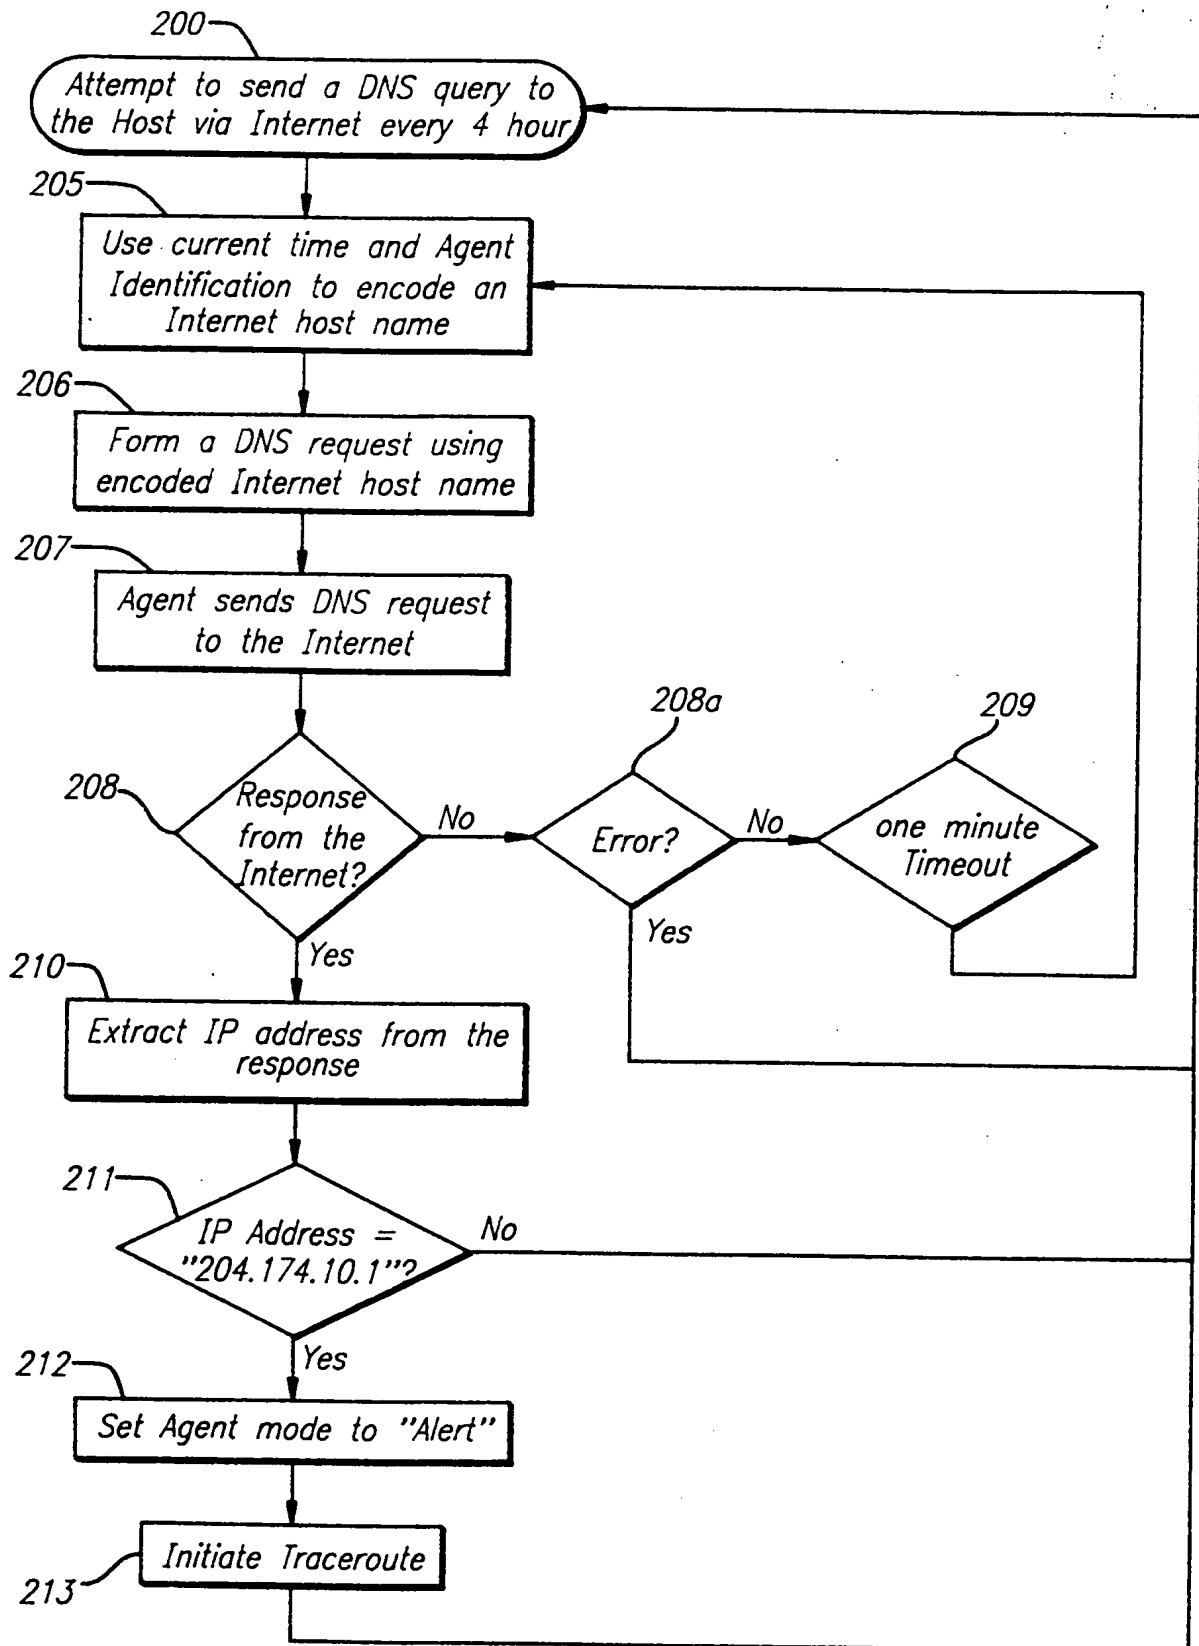 200
Attempt to send a DNS query to
the Host via Internet every 4 hour
205
Use current time and Agent
Identification to encode an
Internet host name
206
Form a DNS request using
encoded Internet host name
207
Agent sends DNS request
to the Internet
208
Response
from the
Internet?
No
Yes
208a
Error?
No
Yes
209
one minute
Timeout
210
Extract IP address from the
response
211
IP Address =
"204.174.10.1"?
No
Yes
212
Set Agent mode to "Alert"
Initiate Traceroute
213